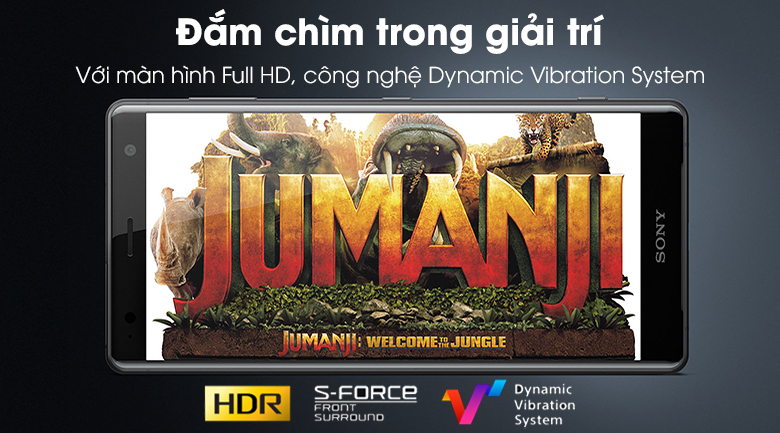 Đắm chìm trong giải trí
Với màn hình Full HD, công nghệ Dynamic Vibration System
JUMANJI
SONY
JUMANJI: WELCOME TO THE JUNGLE
HDR
S-FORCE
FRONT
SURROUND
Dynamic
Vibration
System